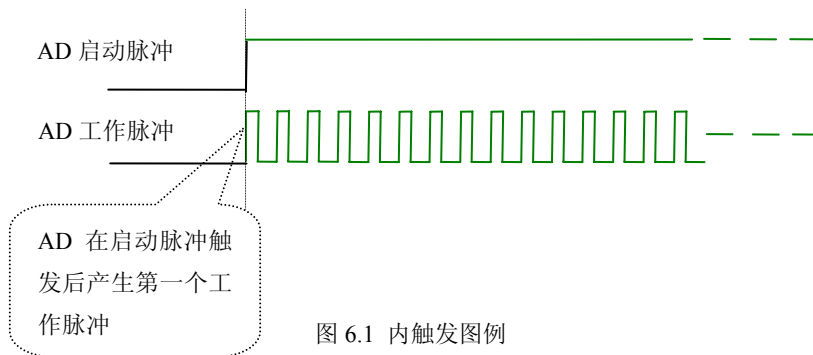 AD 启动脉冲
AD 工作脉冲
AD 在启动脉冲触
发后产生第一个工
作脉冲
图 6.1 内触发图例